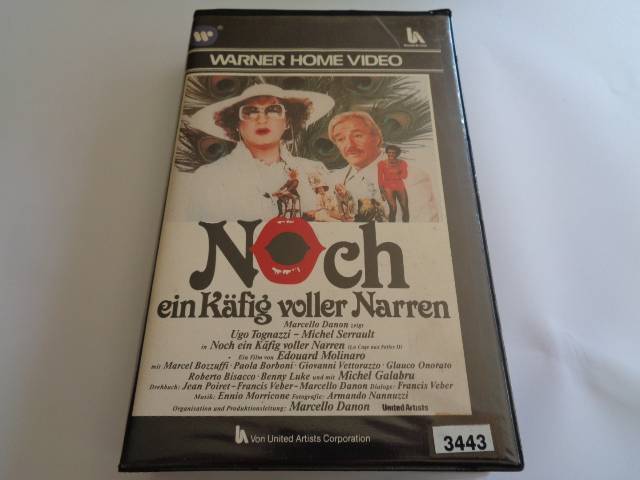 WARNER HOME VIDEO
Noch
ein Käfig voller Narren
Marcello Danon zeigt
Ugo Tognazzi – Michel Serrault
in Noch ein Käfig voller Narren (La Cage aux Folles II)
Ein Film von Edouard Molinaro
mit Marcel Bozzuffi · Paola Borboni · Giovanni Vettorazzo · Glauco Onorato
Roberto Bisacco · Benny Luke und mit Michel Galabru
Drehbuch: Jean Poiret - Francis Veber - Marcello Danon Dialoge: Francis Veber
Musik: Ennio Morricone Fotografie: Armando Nannuzzi
Organisation und Produktionsleitung: Marcello Danon United Artists
Von United Artists Corporation
3443